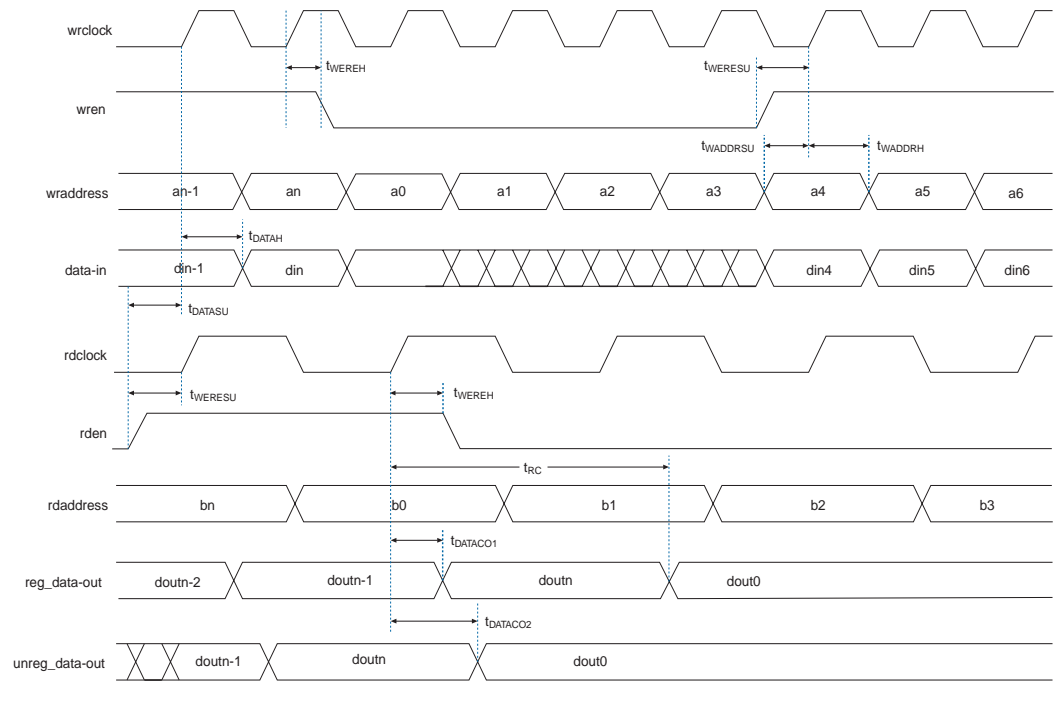 wrclock
tWEREH tWERESU
wren
tWADDRSU tWADDRH
wraddress an-1 an a0 a1 a2 a3 a4 a5 a6
tDATAH
data-in din-1 din din4 din5 din6
tDATASU
rdclock
tWERESU tWEREH
rden
tRC
rdaddress bn b0 b1 b2 b3
tDATACO1
reg_data-out doutn-2 doutn-1 doutn dout0
tDATACO2
unreg_data-out doutn-1 doutn dout0